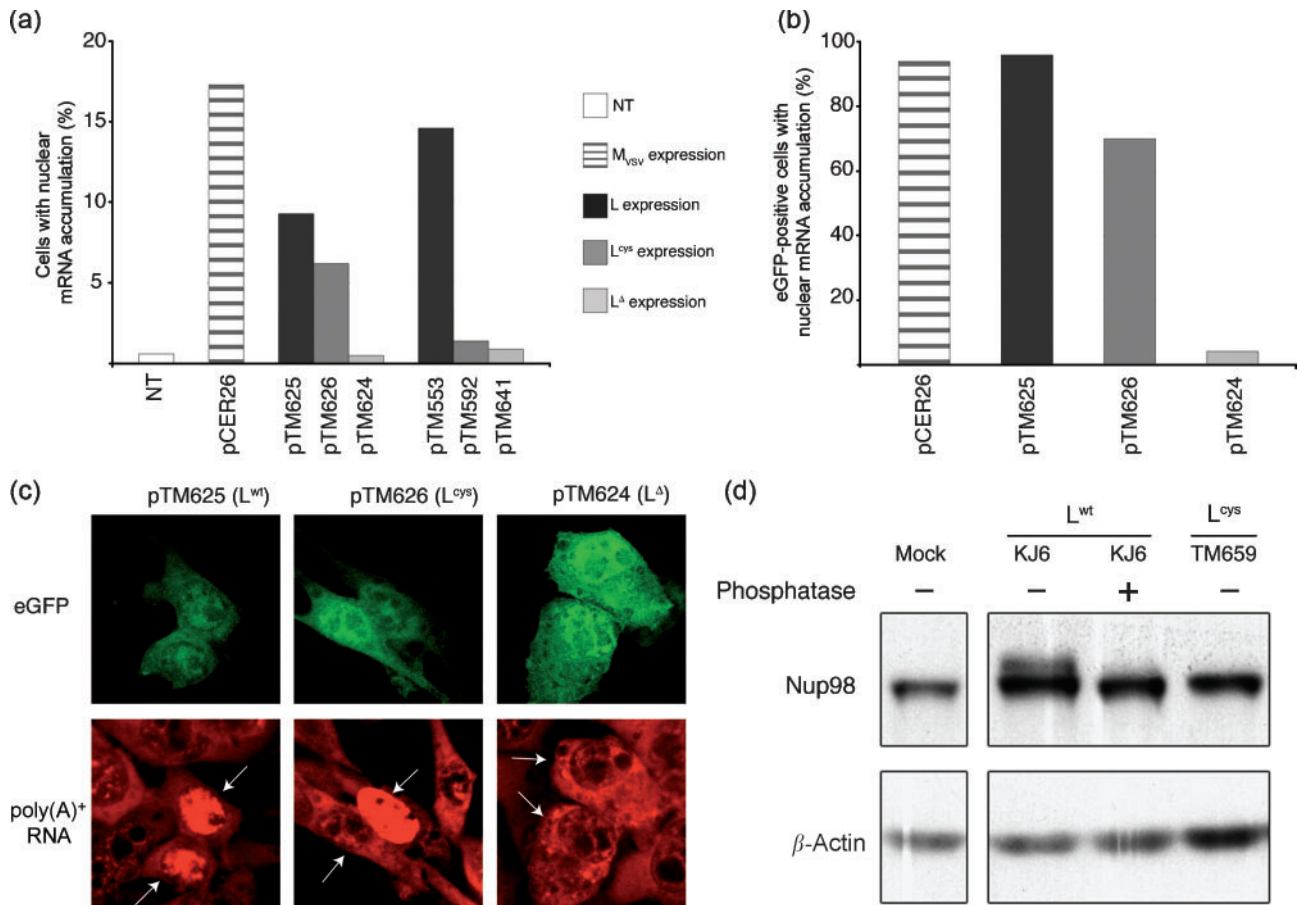 (a)
20
15
10
5
Cells with nuclear
mRNA accumulation (%)
NT
pCER26
pTM625
pTM626
pTM624
pTM553
pTM592
pTM641
NT
M_VSV expression
L expression
L^cys expression
L^Δ expression
(b)
100
80
60
40
20
eGFP-positive cells with
nuclear mRNA accumulation (%)
pCER26
pTM625
pTM626
pTM624
(c)
pTM625 (L^wt)
pTM626 (L^cys)
pTM624 (L^Δ)
eGFP
poly(A)⁺
RNA
(d)
L^wt
L^cys
Mock
KJ6
KJ6
TM659
Phosphatase
–
–
+
–
Nup98
β-Actin